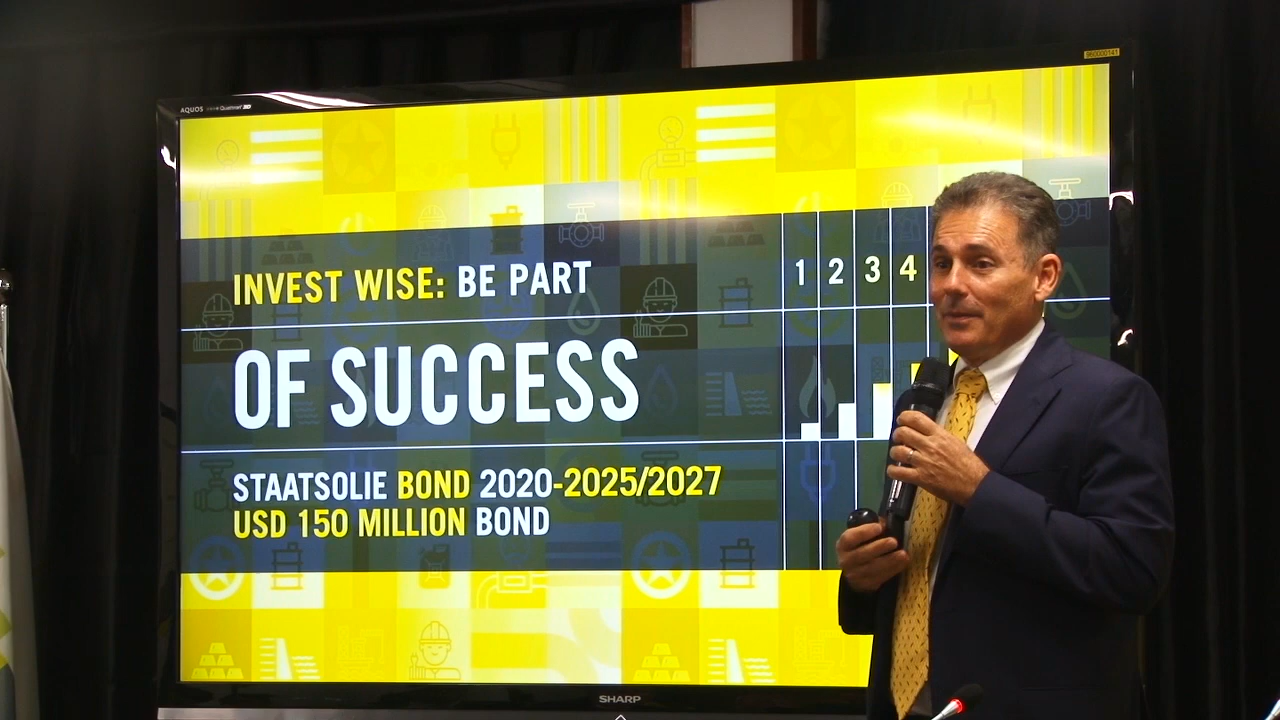 AQUOS
INVEST WISE: BE PART
1 2 3 4
OF SUCCESS
STAATSOLIE BOND 2020-2025/2027
USD 150 MILLION BOND
SHARP